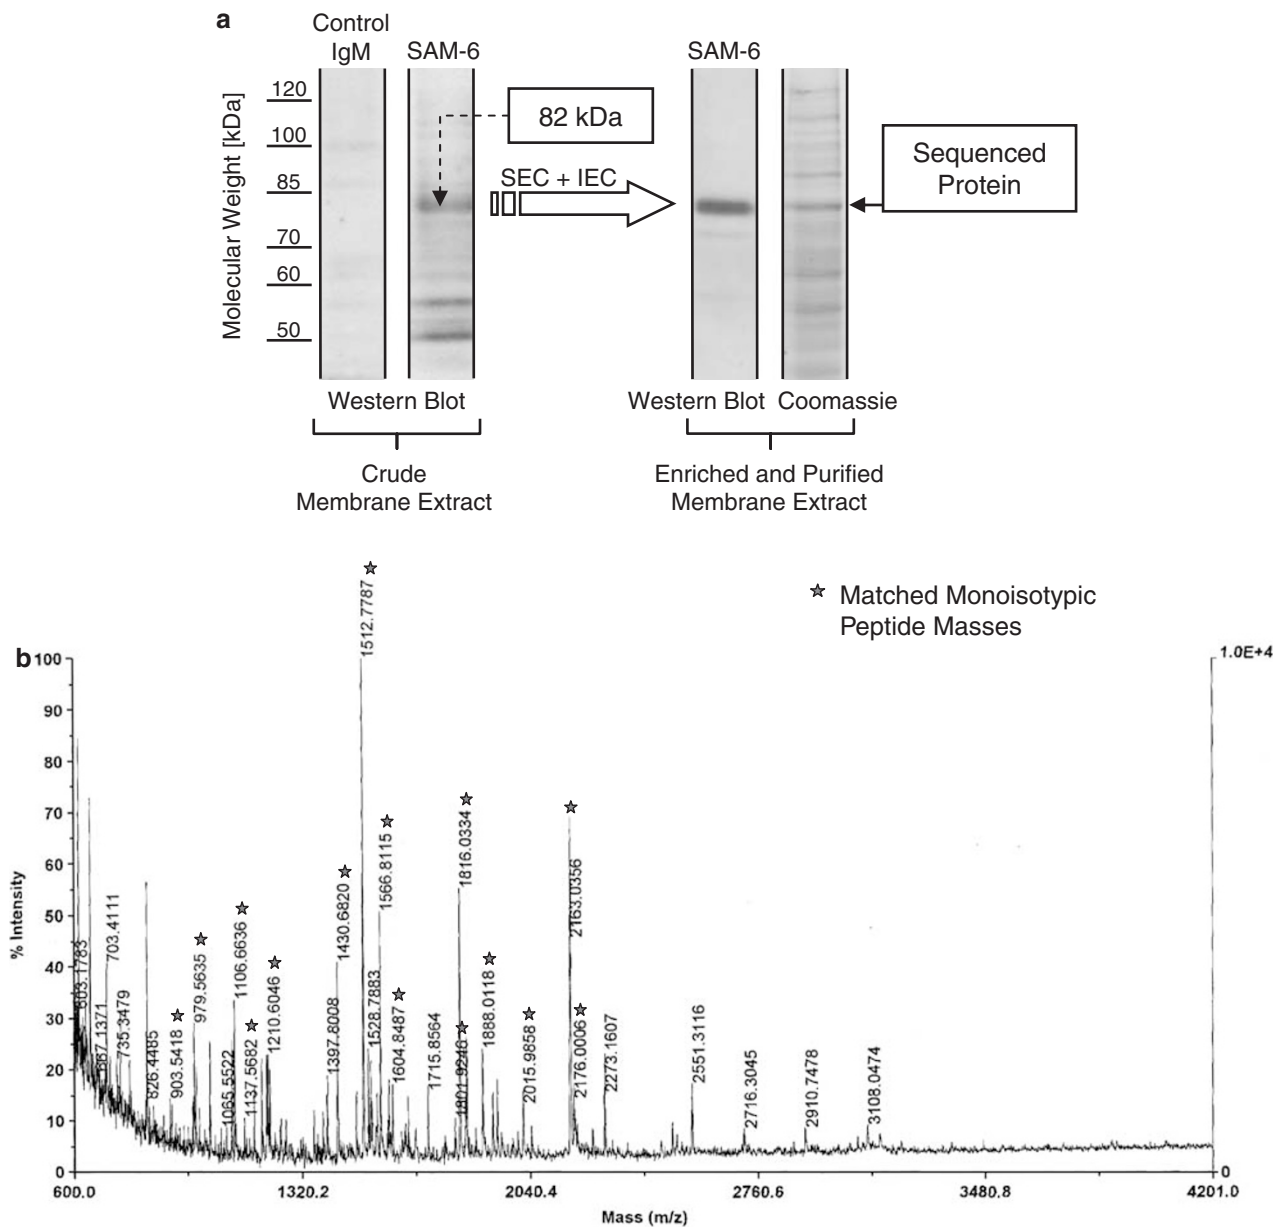 a
Control
IgM
SAM-6
SAM-6
Molecular Weight [kDa]
120
100
85
70
60
50
82 kDa
SEC + IEC
Sequenced
Protein
Western Blot
Western Blot
Coomassie
Crude
Membrane Extract
Enriched and Purified
Membrane Extract
Matched Monoisotypic
Peptide Masses
b
% Intensity
100
90
80
70
60
50
40
30
20
10
0
1.0E+4
0
603.1783
667.1371
703.4111
735.3479
826.4485
903.5418
979.5635
1065.5522
1106.6636
1137.5682
1210.6046
1397.8008
1430.6820
1512.7787
1528.7883
1566.8115
1604.8487
1715.8564
1801.9246
1816.0334
1888.0118
2015.9858
2163.0356
2176.0006
2273.1607
2551.3116
2716.3045
2910.7478
3108.0474
600.0
1320.2
2040.4
2760.6
3480.8
4201.0
Mass (m/z)